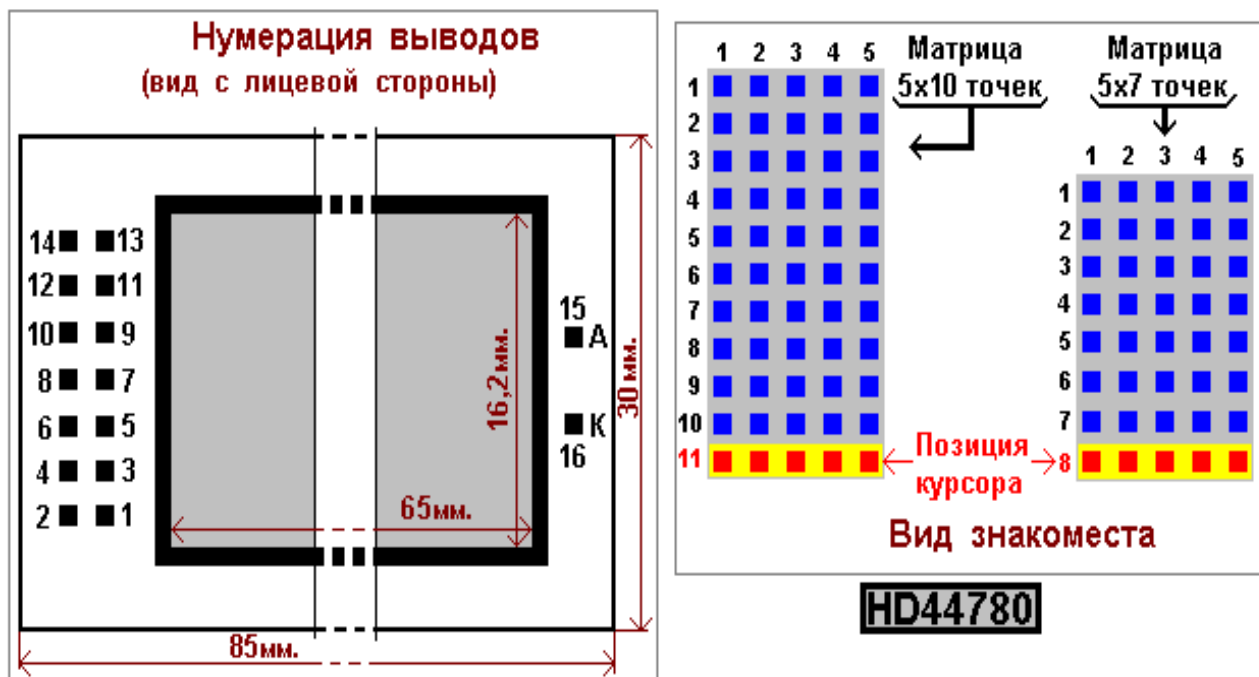 Нумерация выводов
(вид с лицевой стороны)
14 13
12 11
10 9
8 7
6 5
4 3
2 1
15
А
К
16
16,2мм.
65мм.
30 мм.
85мм.
1 2 3 4 5
1
2
3
4
5
6
7
8
9
10
11
Матрица
5х10 точек
Матрица
5х7 точек
1 2 3 4 5
1
2
3
4
5
6
7
8
Позиция
курсора
Вид знакоместа
HD44780